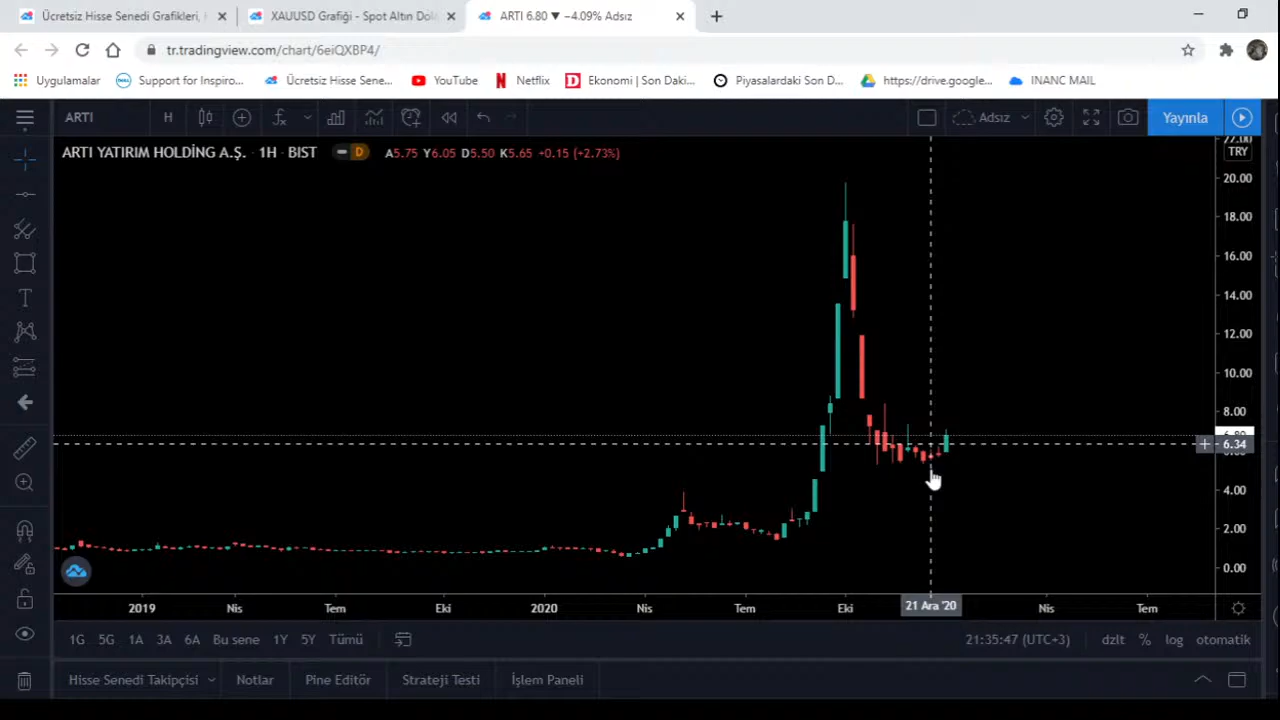 Ücretsiz Hisse Senedi Grafikleri, H
XAUUSD Grafiği - Spot Altın Dola
ARTI 6.80 ▼ −4.09% Adsız
tr.tradingview.com/chart/6eiQXBP4/
Uygulamalar
Support for Inspiro...
Ücretsiz Hisse Sene...
YouTube
Netflix
Ekonomi | Son Daki...
Piyasalardaki Son D...
https://drive.google...
INANC MAIL
ARTI
H
Adsız
Yayınla
ARTI YATIRIM HOLDİNG A.Ş. · 1H · BIST
D
A5.75 Y6.05 D5.50 K5.65 +0.15 (+2.73%)
22.00
TRY
20.00
18.00
16.00
14.00
12.00
10.00
8.00
6.34
4.00
2.00
0.00
2019 Nis Tem Eki 2020 Nis Tem Eki 21 Ara '20 Nis Tem
1G 5G 1A 3A 6A Bu sene 1Y 5Y Tümü
21:35:47 (UTC+3) dzlt % log otomatik
Hisse Senedi Takipçisi Notlar Pine Editör Strateji Testi İşlem Paneli